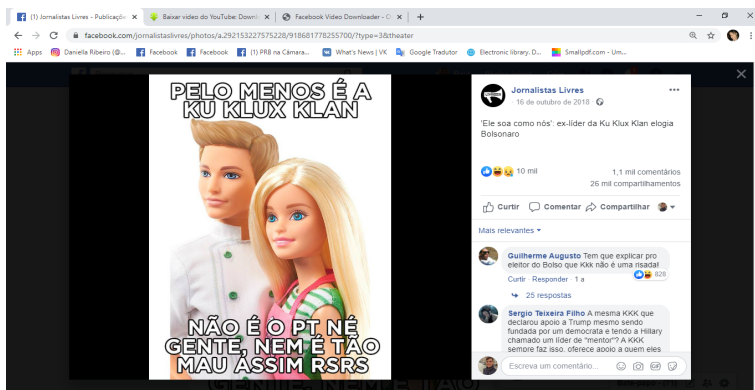 (1) Jornalistas Livres - Publicaçõe
Baixar video do YouTube: Downl
Facebook Video Downloader - O
facebook.com/jornalistaslivres/photos/a.292153227575228/918681778255700/?type=3&theater
Apps
Daniella Ribeiro (@...
Facebook
Facebook
(1) PRB na Câmara...
What's News | VK
Google Tradutor
Electronic library. D...
Smallpdf.com - Um...
PELO MENOS É A
KU KLUX KLAN
NÃO É O PT NÉ
GENTE, NEM É TÃO
MAU ASSIM RSRS
Jornalistas Livres
16 de outubro de 2018 ·
'Ele soa como nós': ex-líder da Ku Klux Klan elogia
Bolsonaro
10 mil
1,1 mil comentários
26 mil compartilhamentos
Curtir
Comentar
Compartilhar
Mais relevantes
Guilherme Augusto Tem que explicar pro
eleitor do Bolso que Kkk não é uma risada!
828
Curtir · Responder · 1 a
25 respostas
Sergio Teixeira Filho A mesma KKK que
declarou apoio a Trump mesmo sendo
fundada por um democrata e tendo a Hillary
chamado um líder de "mentor"? A KKK
sempre faz isso, oferece apoio a quem eles
Escreva um comentário...
GIF
GENTE, NEM É TÃO